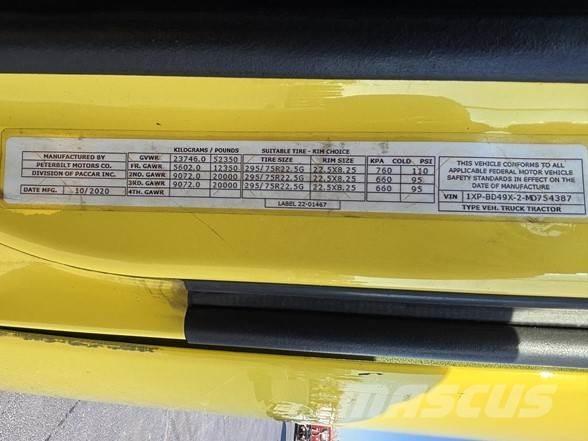 KILOGRAMS / POUNDS SUITABLE TIRE - RIM CHOICE
MANUFACTURED BY
PETERBILT MOTORS CO.
DIVISION OF PACCAR INC.
DATE MFG. 10/2020
GVWR 23746.0 52350 TIRE SIZE RIM SIZE KPA COLD PSI
FR. GAWR 5602.0 12350 295/75R22.5G 22.5X8.25 760 110
2ND. GAWR 9072.0 20000 295/75R22.5G 22.5X8.25 660 95
3RD. GAWR 9072.0 20000 295/75R22.5G 22.5X8.25 660 95
4TH. GAWR
LABEL 22-01467
THIS VEHICLE CONFORMS TO ALL
APPLICABLE FEDERAL MOTOR VEHICLE
SAFETY STANDARDS IN EFFECT ON THE
DATE OF MANUFACTURE
VIN 1XP-BD49X-2-MD754387
TYPE VEH. TRUCK TRACTOR
MASCUS